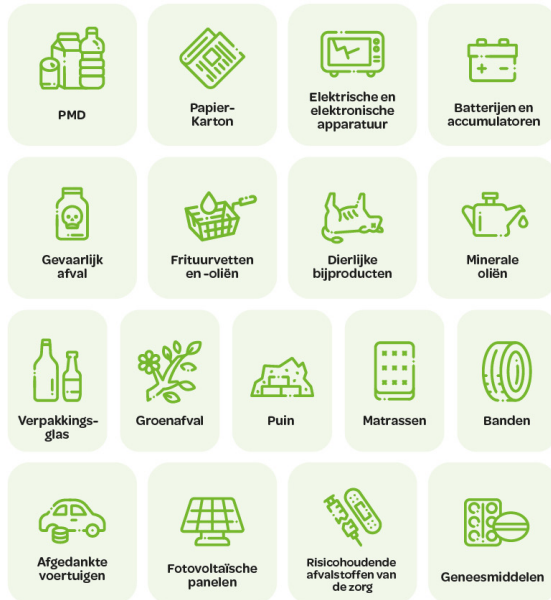 PMD
Papier-
Karton
Elektrische en
elektronische
apparatuur
Batterijen en
accumulatoren
Gevaarlijk
afval
Frituurvetten
en -oliën
Dierlijke
bijproducten
Minerale
oliën
Verpakkings-
glas
Groenafval
Puin
Matrassen
Banden
Afgedankte
voertuigen
Fotovoltaïsche
panelen
Risicohoudende
afvalstoffen van
de zorg
Geneesmiddelen